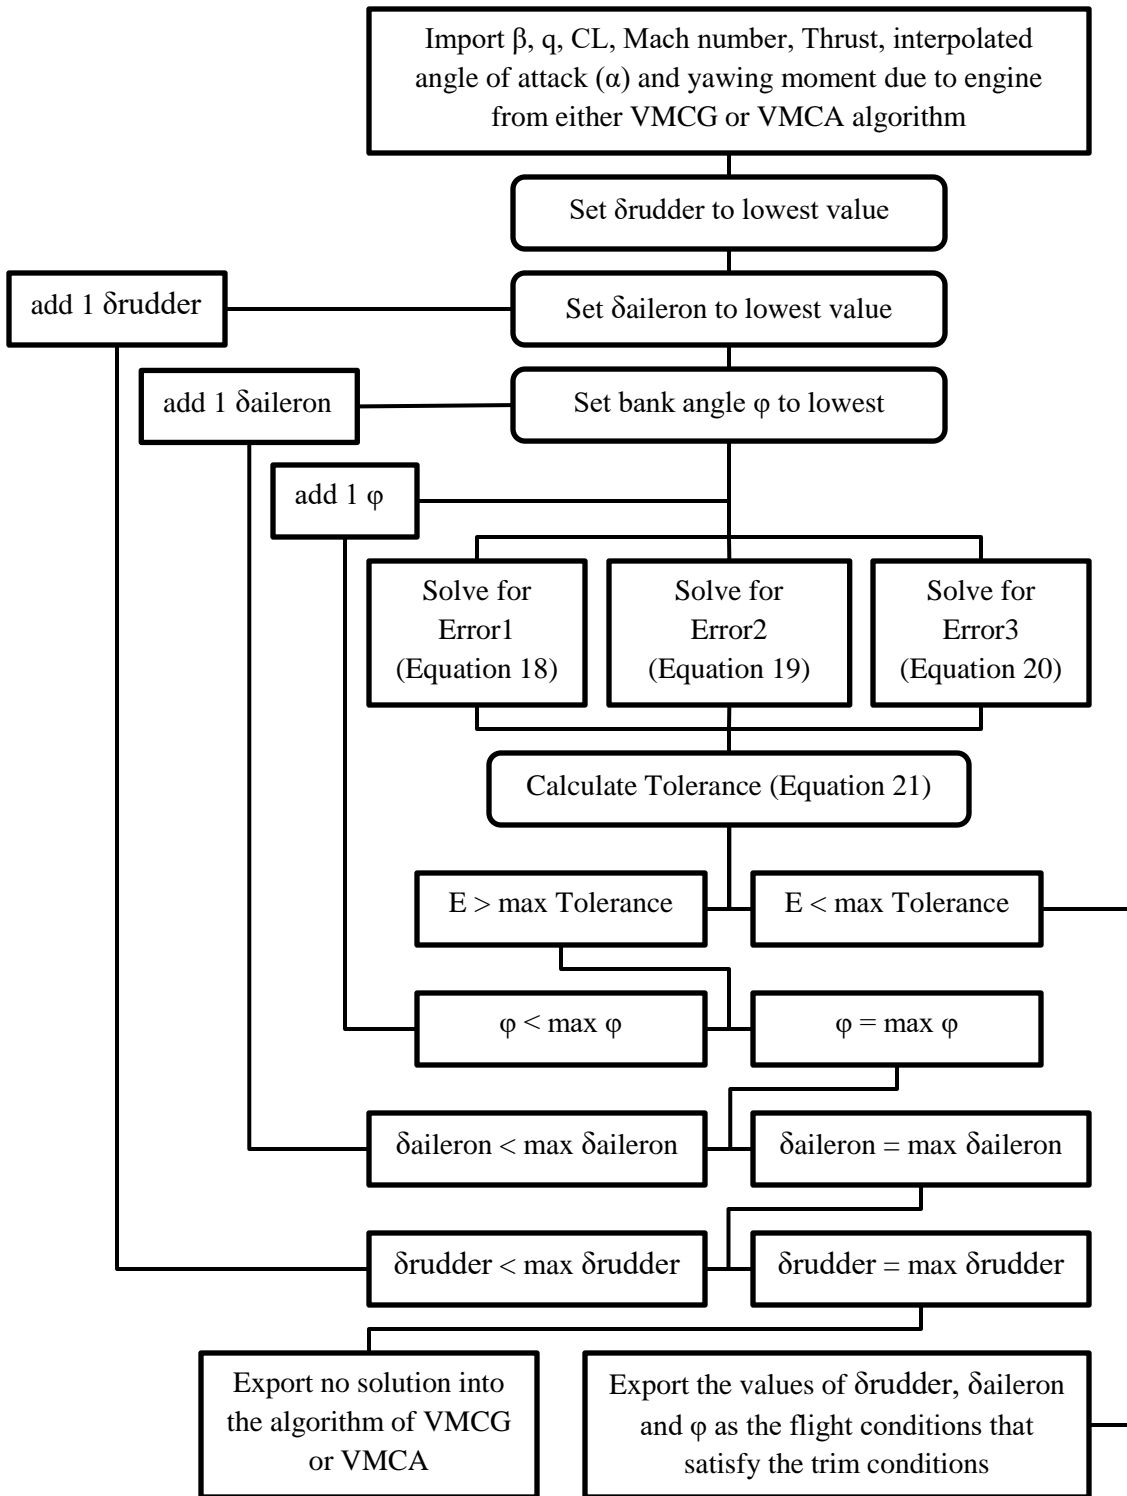 Import β, q, CL, Mach number, Thrust, interpolated
angle of attack (α) and yawing moment due to engine
from either VMCG or VMCA algorithm
Set δrudder to lowest value
add 1 δrudder
Set δaileron to lowest value
add 1 δaileron
Set bank angle φ to lowest
add 1 φ
Solve for
Error1
(Equation 18)
Solve for
Error2
(Equation 19)
Solve for
Error3
(Equation 20)
Calculate Tolerance (Equation 21)
E > max Tolerance
E < max Tolerance
φ < max φ
φ = max φ
δaileron < max δaileron
δaileron = max δaileron
δrudder < max δrudder
δrudder = max δrudder
Export no solution into
the algorithm of VMCG
or VMCA
Export the values of δrudder, δaileron
and φ as the flight conditions that
satisfy the trim conditions